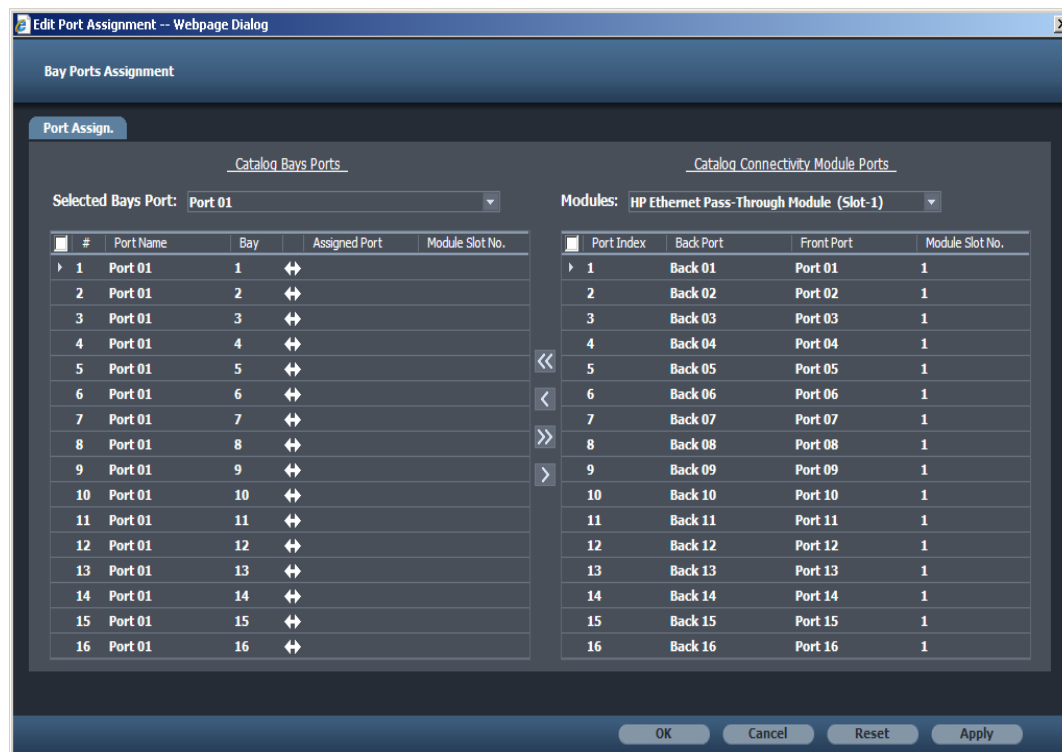 Edit Port Assignment -- Webpage Dialog
Bay Ports Assignment
Port Assign.
Catalog Bays Ports
Selected Bays Port: Port 01
# Port Name Bay Assigned Port Module Slot No.
1 Port 01 1
2 Port 01 2
3 Port 01 3
4 Port 01 4
5 Port 01 5
6 Port 01 6
7 Port 01 7
8 Port 01 8
9 Port 01 9
10 Port 01 10
11 Port 01 11
12 Port 01 12
13 Port 01 13
14 Port 01 14
15 Port 01 15
16 Port 01 16
Catalog Connectivity Module Ports
Modules: HP Ethernet Pass-Through Module (Slot-1)
Port Index Back Port Front Port Module Slot No.
1 Back 01 Port 01 1
2 Back 02 Port 02 1
3 Back 03 Port 03 1
4 Back 04 Port 04 1
5 Back 05 Port 05 1
6 Back 06 Port 06 1
7 Back 07 Port 07 1
8 Back 08 Port 08 1
9 Back 09 Port 09 1
10 Back 10 Port 10 1
11 Back 11 Port 11 1
12 Back 12 Port 12 1
13 Back 13 Port 13 1
14 Back 14 Port 14 1
15 Back 15 Port 15 1
16 Back 16 Port 16 1
OK Cancel Reset Apply